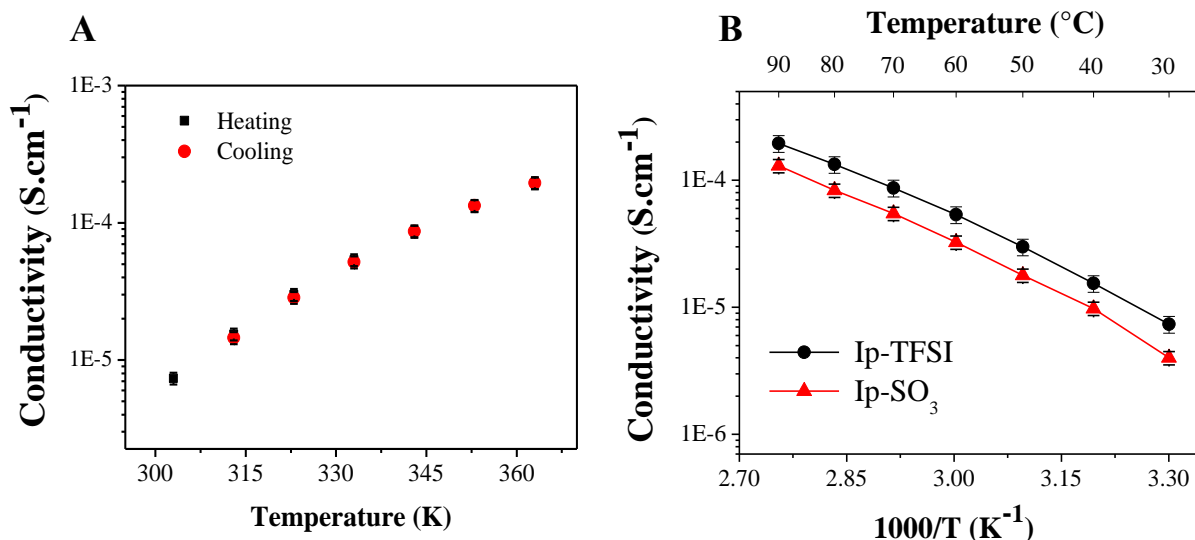 A
Conductivity (S.cm⁻¹)
1E-3
1E-4
1E-5
Heating
Cooling
300 315 330 345 360
Temperature (K)
B
Temperature (°C)
90 80 70 60 50 40 30
Conductivity (S.cm⁻¹)
1E-4
1E-5
1E-6
Ip-TFSI
Ip-SO₃
2.70 2.85 3.00 3.15 3.30
1000/T (K⁻¹)